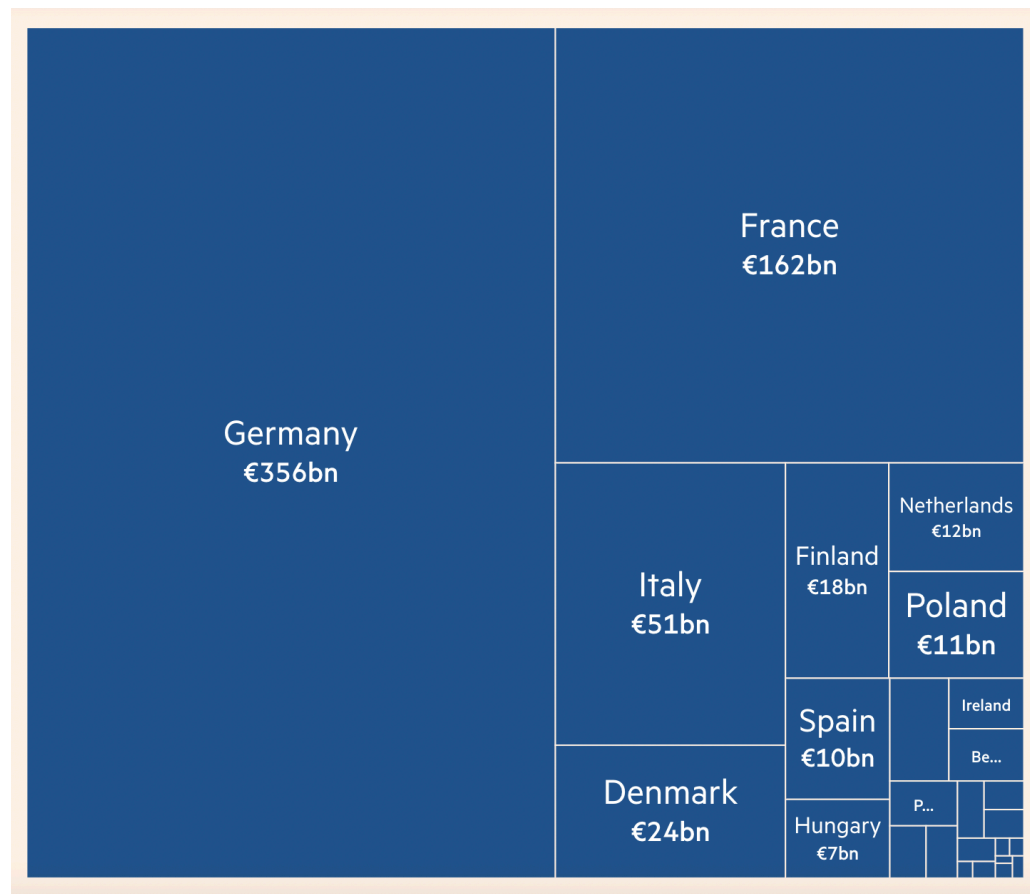 Germany
€356bn
France
€162bn
Italy
€51bn
Denmark
€24bn
Finland
€18bn
Netherlands
€12bn
Poland
€11bn
Spain
€10bn
Hungary
€7bn
Ireland
Be...
P...